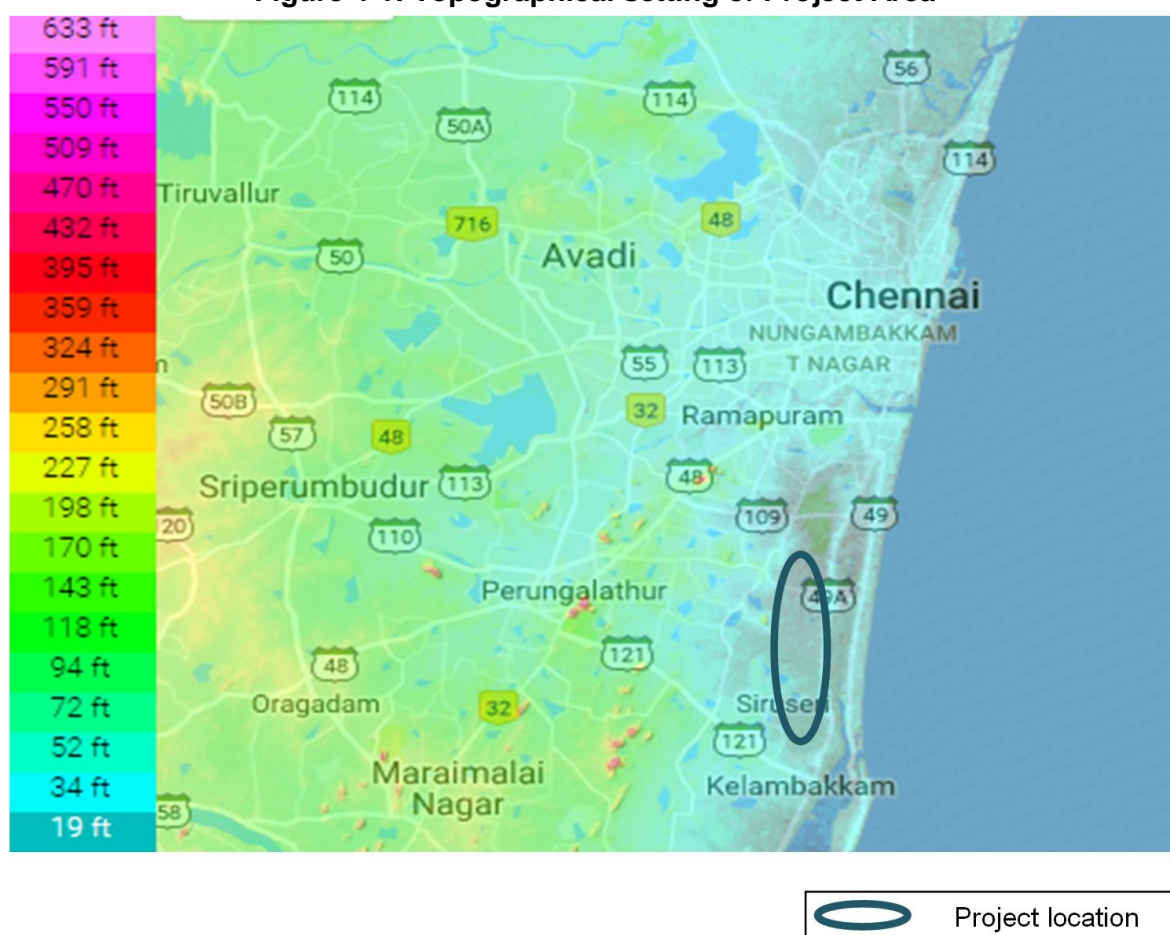 633 ft
591 ft
550 ft
509 ft
470 ft
432 ft
395 ft
359 ft
324 ft
291 ft
258 ft
227 ft
198 ft
170 ft
143 ft
118 ft
94 ft
72 ft
52 ft
34 ft
19 ft
56
114
114
50A
114
Tiruvallur
716
48
50
Avadi
Chennai
NUNGAMBAKKAM
55
113
T NAGAR
50B
32
Ramapuram
57
48
48
Sriperumbudur
113
20
109
49
110
Perungalathur
49A
121
48
Oragadam
32
Siruseri
121
Maraimalai
Nagar
Kelambakkam
58
Project location